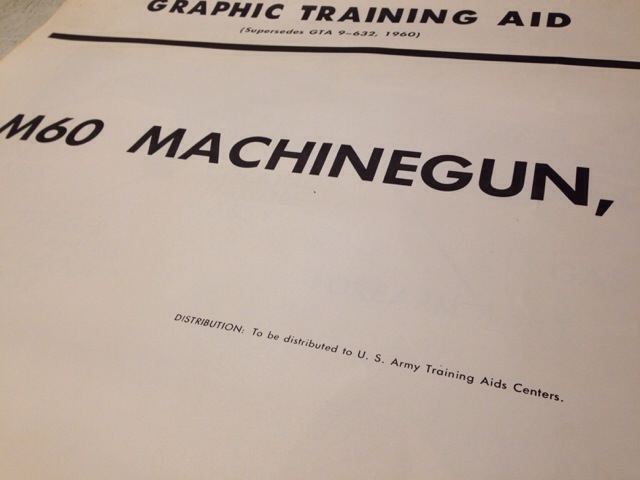 GRAPHIC TRAINING AID
(Supersedes GTA 9-632, 1960)
M60 MACHINEGUN,
DISTRIBUTION: To be distributed to U. S. Army Training Aids Centers.